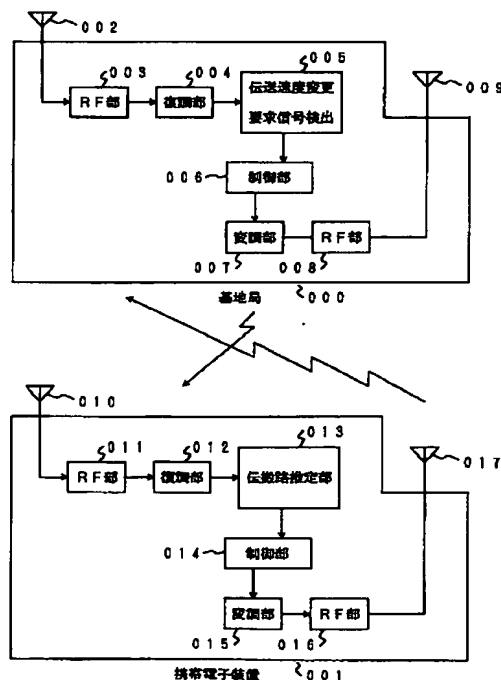 002
003
004
005
009
RF部
復調部
伝送速度変更
要求信号検出
006
制御部
変調部
RF部
007
008
基地局
000
010
011
012
013
017
RF部
復調部
伝搬路推定部
014
制御部
変調部
RF部
015
016
携帯電子装置
001